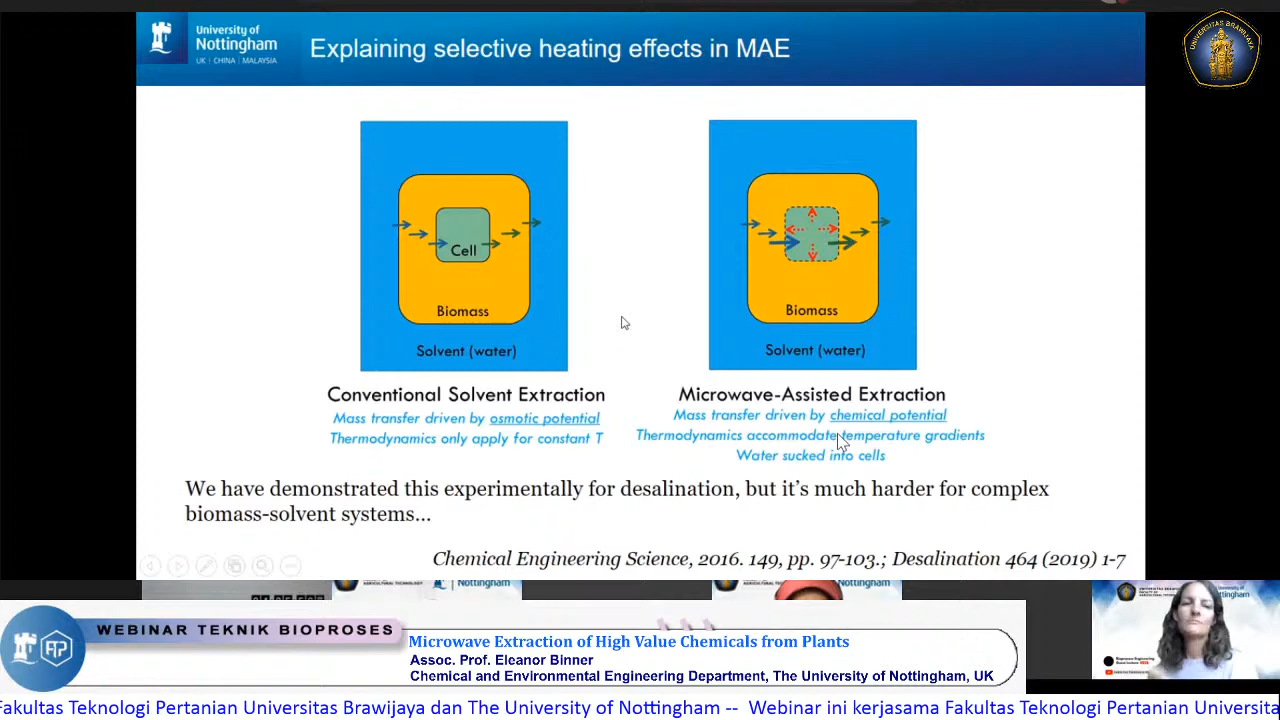 University of
Nottingham
UK | CHINA | MALAYSIA
Explaining selective heating effects in MAE
UNIVERSITAS BRAWIJAYA
Cell
Biomass
Solvent (water)
Biomass
Solvent (water)
Conventional Solvent Extraction
Mass transfer driven by osmotic potential
Thermodynamics only apply for constant T
Microwave-Assisted Extraction
Mass transfer driven by chemical potential
Thermodynamics accommodate temperature gradients
Water sucked into cells
We have demonstrated this experimentally for desalination, but it's much harder for complex
biomass-solvent systems...
Chemical Engineering Science, 2016. 149, pp. 97-103.; Desalination 464 (2019) 1-7
Nottingham
Nottingham
Nottingham
WEBINAR TEKNIK BIOPROSES
Microwave Extraction of High Value Chemicals from Plants
Assoc. Prof. Eleanor Binner
Chemical and Environmental Engineering Department, The University of Nottingham, UK
Fakultas Teknologi Pertanian Universitas Brawijaya dan The University of Nottingham -- Webinar ini kerjasama Fakultas Teknologi Pertanian Universita